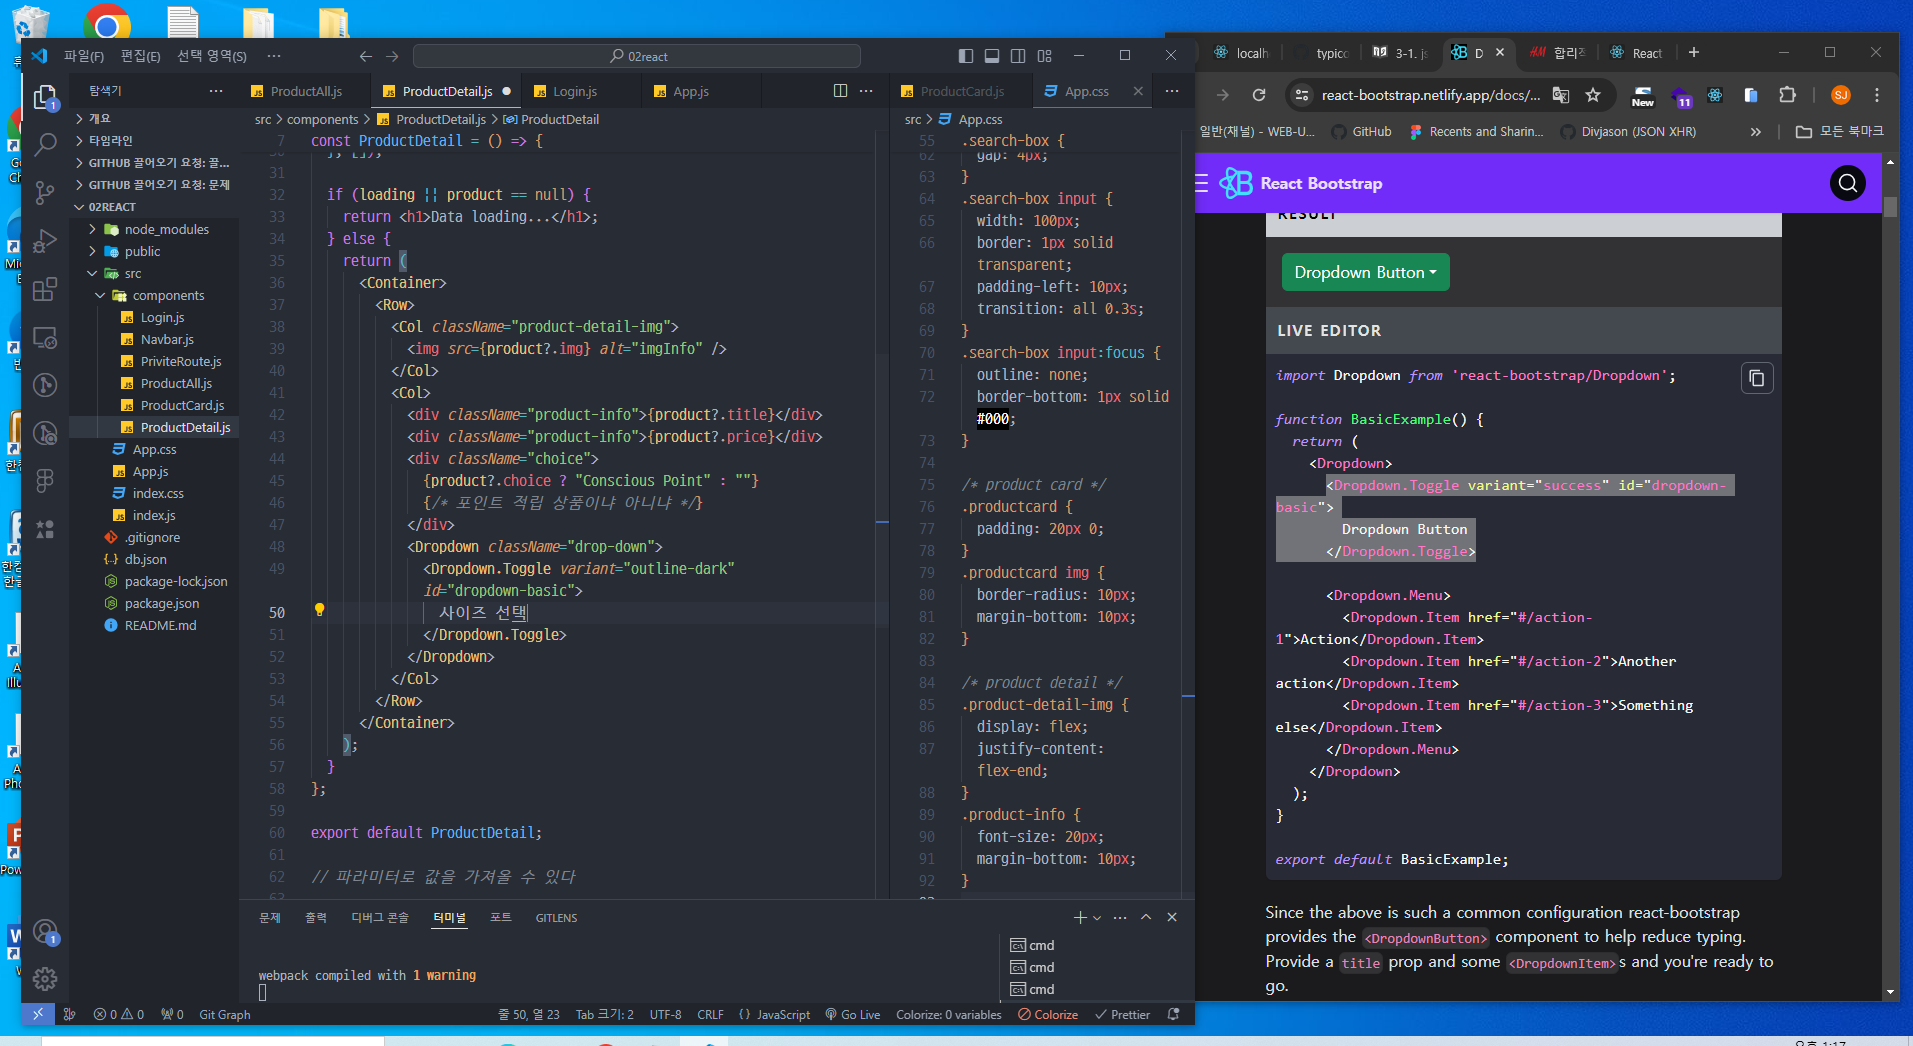 파일(F) 편집(E) 선택 영역(S) ···
02react
탐색기
개요
타임라인
GITHUB 끌어오기 요청: 끌...
GITHUB 끌어오기 요청: 문제
02REACT
node_modules
public
src
components
Login.js
Navbar.js
PriviteRoute.js
ProductAll.js
ProductCard.js
ProductDetail.js
App.css
App.js
index.css
index.js
.gitignore
db.json
package-lock.json
package.json
README.md
ProductAll.js ProductDetail.js Login.js App.js
src > components > ProductDetail.js > ProductDetail
7 const ProductDetail = () => {
31
32 if (loading || product == null) {
33 return <h1>Data loading...</h1>;
34 } else {
35 return (
36 <Container>
37 <Row>
38 <Col className="product-detail-img">
39 <img src={product?.img} alt="imgInfo" />
40 </Col>
41 <Col>
42 <div className="product-info">{product?.title}</div>
43 <div className="product-info">{product?.price}</div>
44 <div className="choice">
45 {product?.choice ? "Conscious Point" : ""}
46 {/* 포인트 적립 상품이냐 아니냐 */}
47 </div>
48 <Dropdown className="drop-down">
49 <Dropdown.Toggle variant="outline-dark"
id="dropdown-basic">
50 사이즈 선택
51 </Dropdown.Toggle>
52 </Dropdown>
53 </Col>
54 </Row>
55 </Container>
56 );
57 }
58 };
59
60 export default ProductDetail;
61
62 // 파라미터로 값을 가져올 수 있다
ProductCard.js App.css
src > App.css
55 .search-box {
62 gap: 4px;
63 }
64 .search-box input {
65 width: 100px;
66 border: 1px solid
transparent;
67 padding-left: 10px;
68 transition: all 0.3s;
69 }
70 .search-box input:focus {
71 outline: none;
72 border-bottom: 1px solid
#000;
73 }
74
75 /* product card */
76 .productcard {
77 padding: 20px 0;
78 }
79 .productcard img {
80 border-radius: 10px;
81 margin-bottom: 10px;
82 }
83
84 /* product detail */
85 .product-detail-img {
86 display: flex;
87 justify-content:
flex-end;
88 }
89 .product-info {
90 font-size: 20px;
91 margin-bottom: 10px;
92 }
문제 출력 디버그 콘솔 터미널 포트 GITLENS
webpack compiled with 1 warning
cmd
cmd
cmd
0 0 0 Git Graph 줄 50, 열 23 Tab 크기: 2 UTF-8 CRLF {} JavaScript Go Live Colorize: 0 variables Colorize Prettier
localh typico 3-1. js D 합리적 React
react-bootstrap.netlify.app/docs/... New 11 SJ
일반(채널) - WEB-U... GitHub Recents and Sharin... Divjason (JSON XHR) » 모든 북마크
React Bootstrap
RESULT
Dropdown Button
LIVE EDITOR
import Dropdown from 'react-bootstrap/Dropdown';
function BasicExample() {
return (
<Dropdown>
<Dropdown.Toggle variant="success" id="dropdown-
basic">
Dropdown Button
</Dropdown.Toggle>
<Dropdown.Menu>
<Dropdown.Item href="#/action-
1">Action</Dropdown.Item>
<Dropdown.Item href="#/action-2">Another
action</Dropdown.Item>
<Dropdown.Item href="#/action-3">Something
else</Dropdown.Item>
</Dropdown.Menu>
</Dropdown>
);
}
export default BasicExample;
Since the above is such a common configuration react-bootstrap
provides the <DropdownButton> component to help reduce typing.
Provide a title prop and some <DropdownItem>s and you're ready to
go.